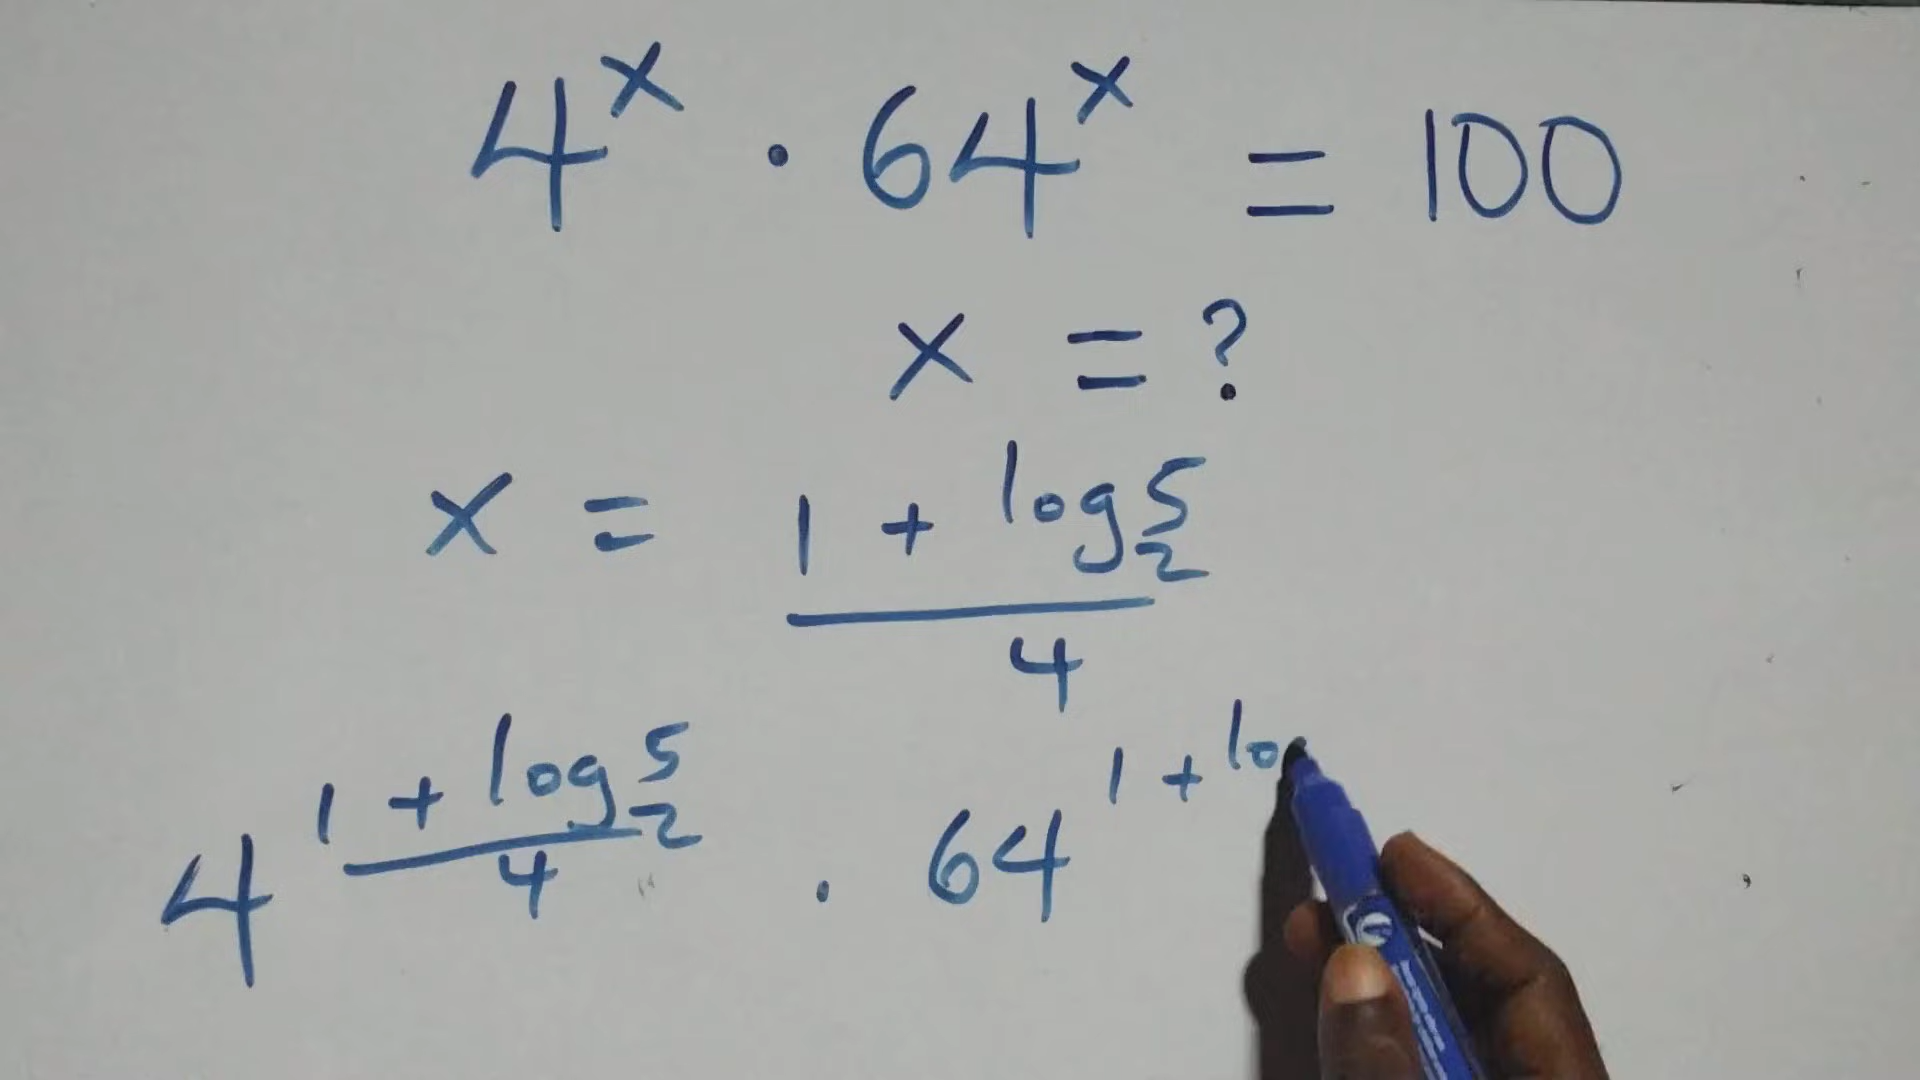 4^x · 64^x = 100
x = ?
x = (1 + log_2 5)/4
4^((1 + log_2 5)/4) · 64^(1 + lo